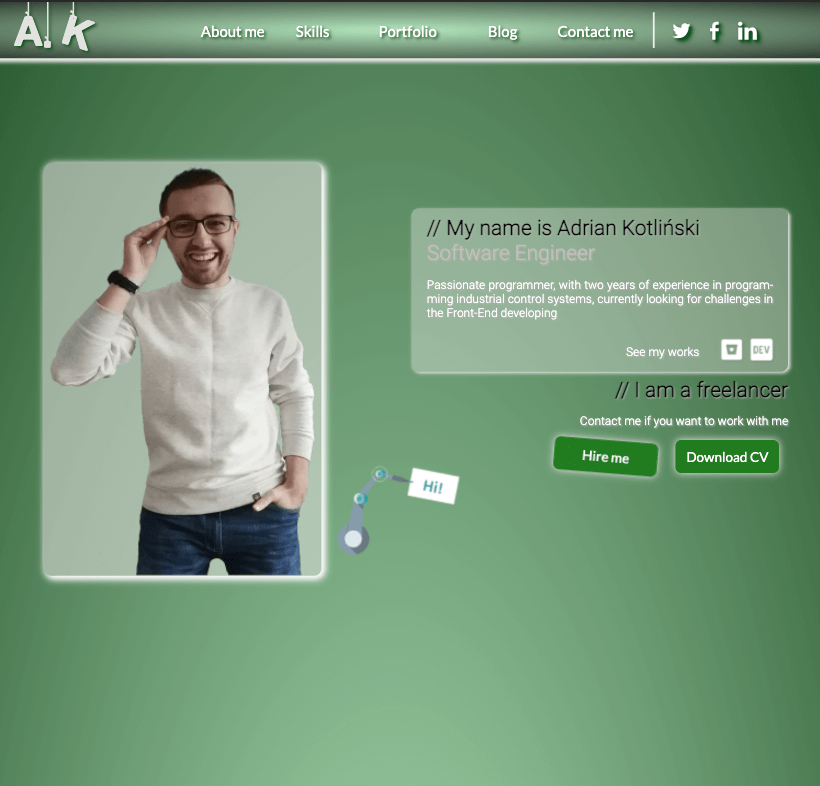 A. K
About me Skills Portfolio Blog Contact me
// My name is Adrian Kotliński
Software Engineer
Passionate programmer, with two years of experience in program-
ming industrial control systems, currently looking for challenges in
the Front-End developing
See my works DEV
// I am a freelancer
Contact me if you want to work with me
Hire me Download CV
Hi!